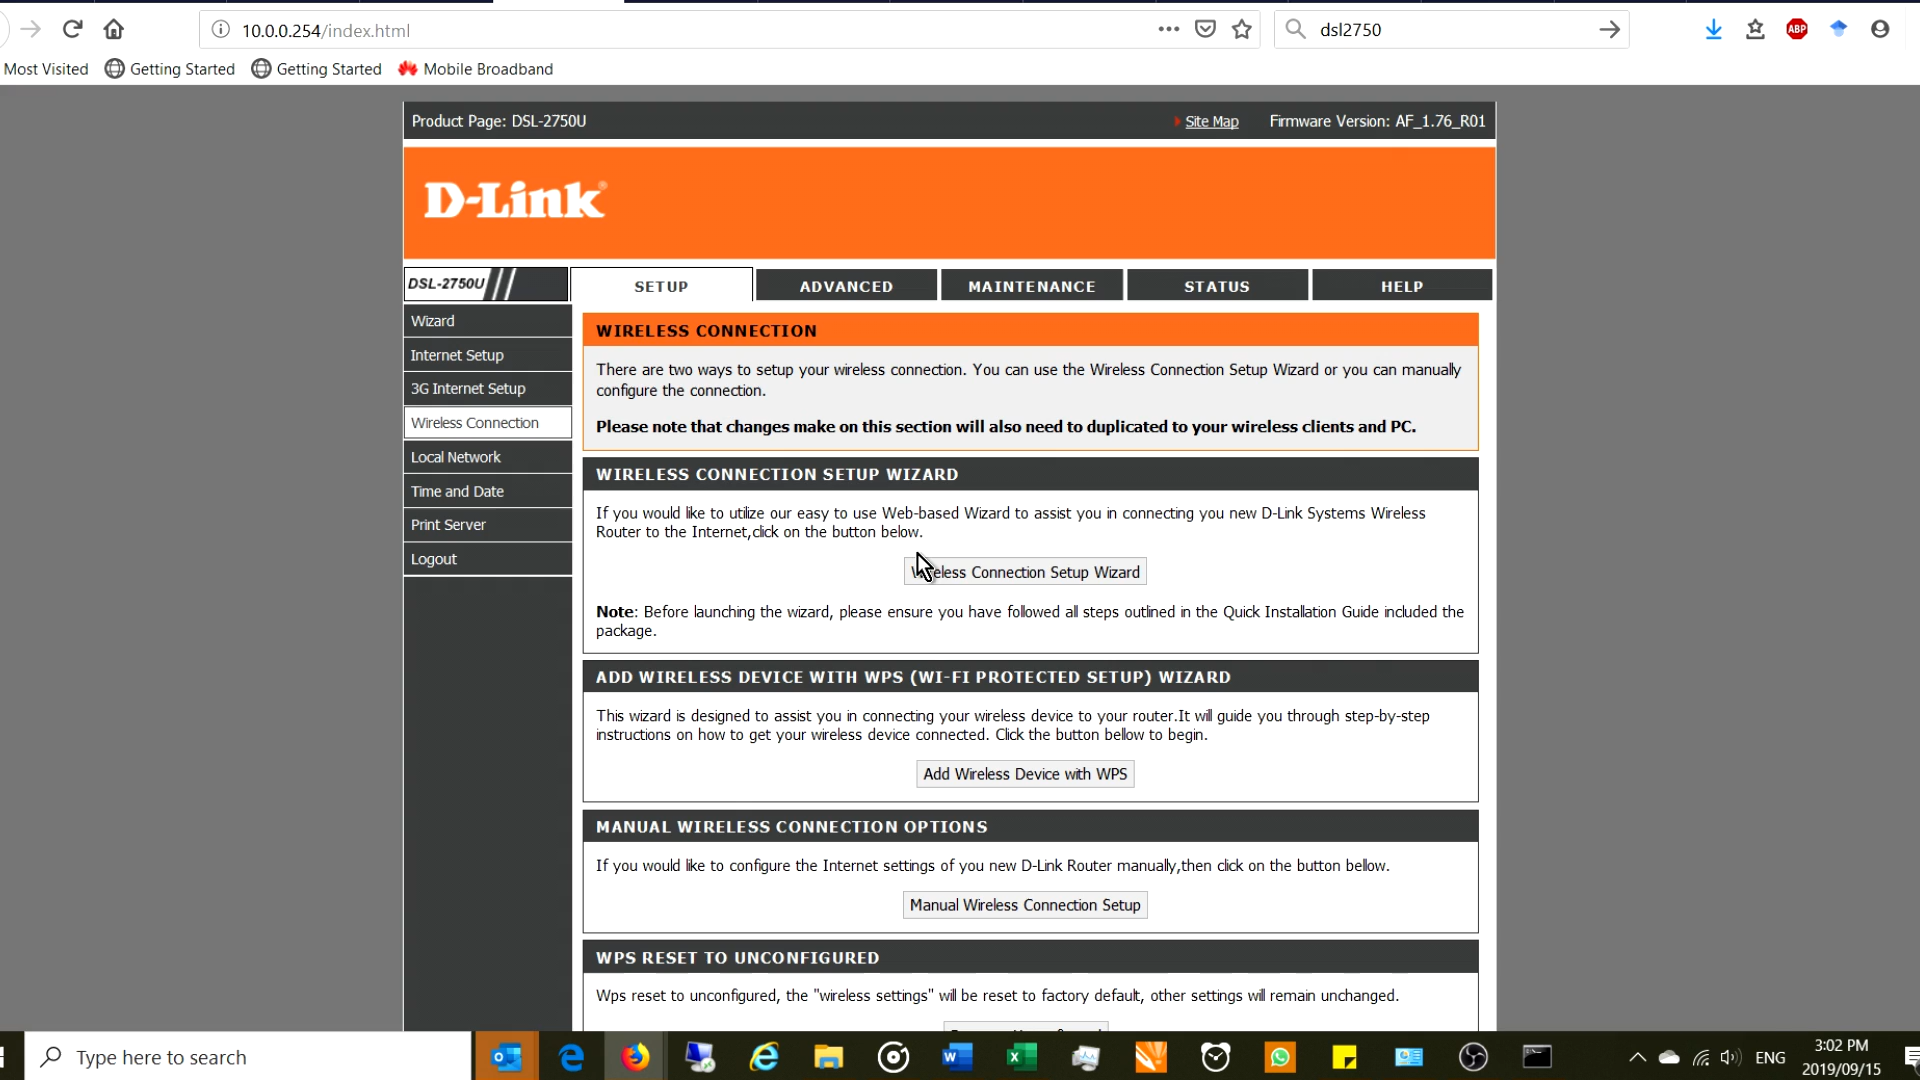 10.0.0.254/index.html
dsl2750
ABP
Most Visited
Getting Started
Getting Started
Mobile Broadband
Product Page: DSL-2750U
Site Map
Firmware Version: AF_1.76_R01
D-Link®
DSL-2750U
SETUP
ADVANCED
MAINTENANCE
STATUS
HELP
Wizard
Internet Setup
3G Internet Setup
Wireless Connection
Local Network
Time and Date
Print Server
Logout
WIRELESS CONNECTION
There are two ways to setup your wireless connection. You can use the Wireless Connection Setup Wizard or you can manually
configure the connection.
Please note that changes make on this section will also need to duplicated to your wireless clients and PC.
WIRELESS CONNECTION SETUP WIZARD
If you would like to utilize our easy to use Web-based Wizard to assist you in connecting you new D-Link Systems Wireless
Router to the Internet,click on the button below.
Wireless Connection Setup Wizard
Note: Before launching the wizard, please ensure you have followed all steps outlined in the Quick Installation Guide included the
package.
ADD WIRELESS DEVICE WITH WPS (WI-FI PROTECTED SETUP) WIZARD
This wizard is designed to assist you in connecting your wireless device to your router.It will guide you through step-by-step
instructions on how to get your wireless device connected. Click the button bellow to begin.
Add Wireless Device with WPS
MANUAL WIRELESS CONNECTION OPTIONS
If you would like to configure the Internet settings of you new D-Link Router manually,then click on the button bellow.
Manual Wireless Connection Setup
WPS RESET TO UNCONFIGURED
Wps reset to unconfigured, the "wireless settings" will be reset to factory default, other settings will remain unchanged.
Type here to search
ENG
3:02 PM
2019/09/15